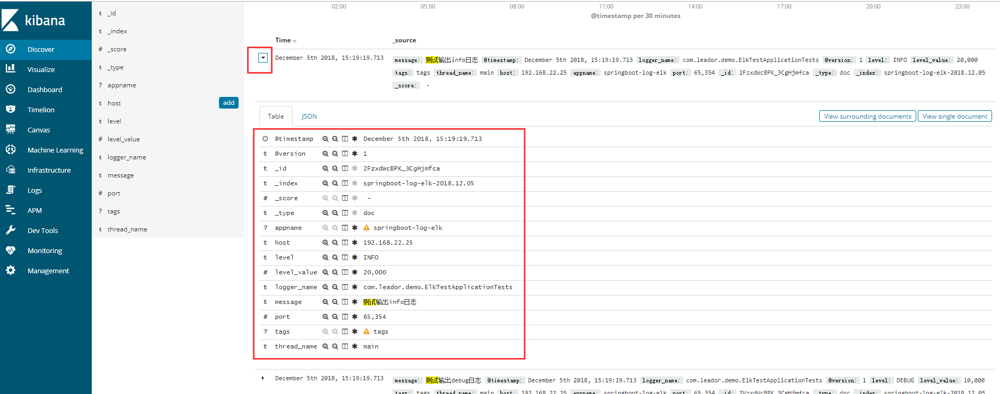 kibana
Discover
Visualize
Dashboard
Timelion
Canvas
Machine Learning
Infrastructure
Logs
APM
Dev Tools
Monitoring
Management
t _id
t _index
# _score
t _type
? appname
t host add
t level
# level_value
t logger_name
t message
# port
? tags
t thread_name
02:00 05:00 08:00 11:00 14:00 17:00 20:00 23:00
@timestamp per 30 minutes
Time _source
December 5th 2018, 15:19:19.713 message: 测试输出info日志 @timestamp: December 5th 2018, 15:19:19.713 logger_name: com.leador.demo.ElkTestApplicationTests @version: 1 level: INFO level_value: 20,000
tags: tags thread_name: main host: 192.168.22.25 appname: springboot-log-elk port: 65,354 _id: 2FzxdWcBPK_3CgHjmfca _type: doc _index: springboot-log-elk-2018.12.05
_score: -
Table JSON View surrounding documents View single document
@timestamp December 5th 2018, 15:19:19.713
t @version 1
t _id 2FzxdWcBPK_3CgHjmfca
t _index springboot-log-elk-2018.12.05
# _score -
t _type doc
? appname springboot-log-elk
t host 192.168.22.25
t level INFO
# level_value 20,000
t logger_name com.leador.demo.ElkTestApplicationTests
t message 测试输出info日志
# port 65,354
? tags tags
t thread_name main
December 5th 2018, 15:19:19.713 message: 测试输出debug日志 @timestamp: December 5th 2018, 15:19:19.713 logger_name: com.leador.demo.ElkTestApplicationTests @version: 1 level: DEBUG level_value: 10,000
tags: tags thread_name: main host: 192.168.22.25 appname: springboot-log-elk port: 65,354 _id: 2VzxdWcBPK_3CgHjmfca _type: doc _index: springboot-log-elk-2018.12.05